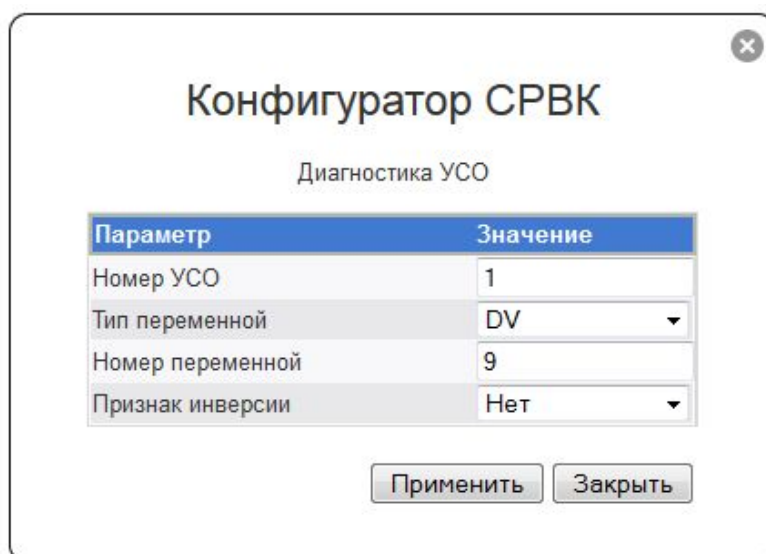 Конфигуратор СРВК
Диагностика УСО
Параметр Значение
Номер УСО 1
Тип переменной DV
Номер переменной 9
Признак инверсии Нет
Применить Закрыть